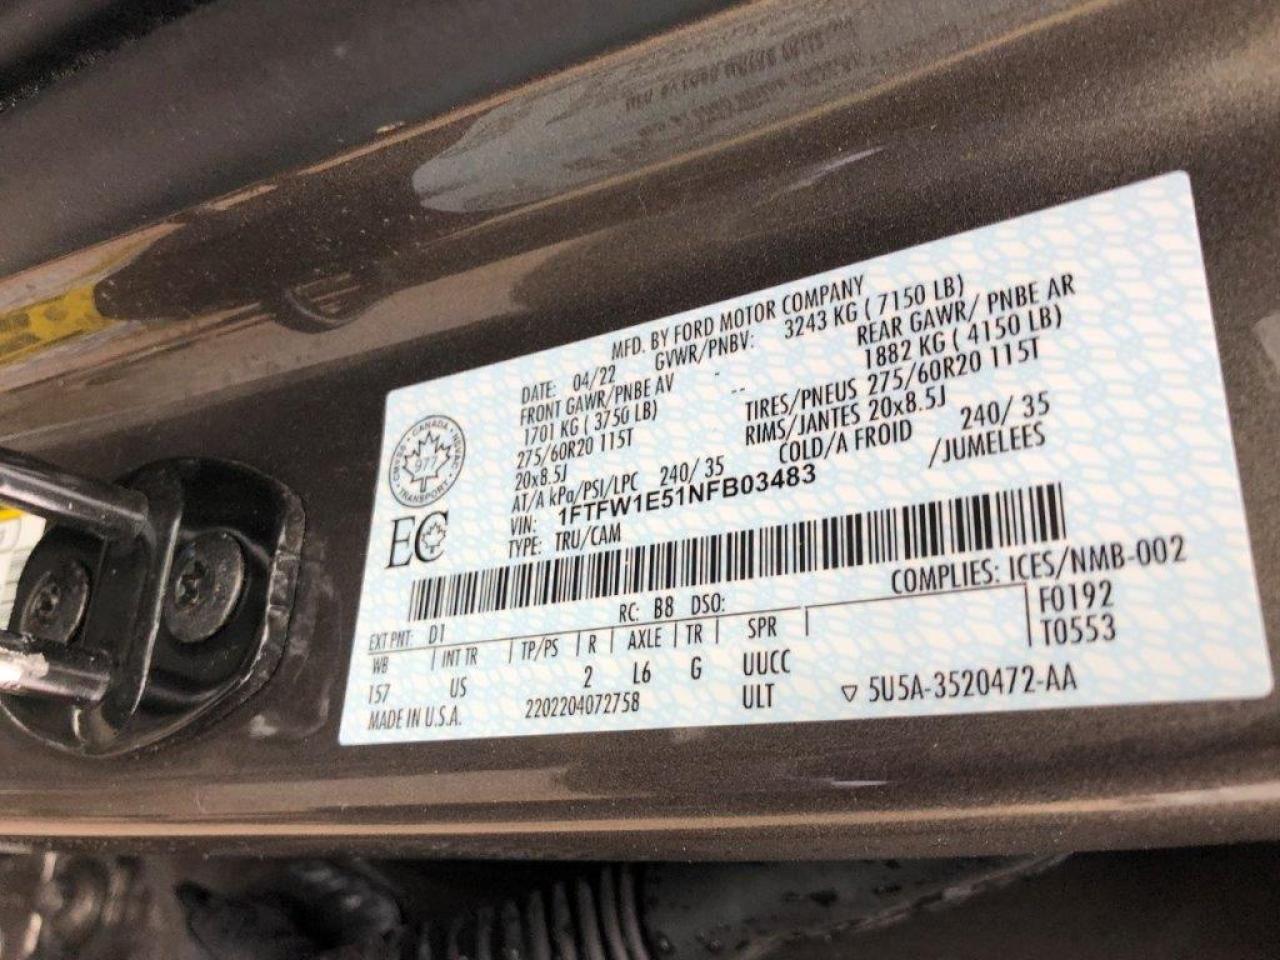 MFD. BY FORD MOTOR COMPANY
DATE: 04/22 GVWR/PNBV: 3243 KG ( 7150 LB)
FRONT GAWR/PNBE AV - REAR GAWR/ PNBE AR
1701 KG ( 3750 LB) -- 1882 KG ( 4150 LB)
275/60R20 115T TIRES/PNEUS 275/60R20 115T
20x8.5J RIMS/JANTES 20x8.5J
AT/A kPa/PSI/LPC 240/ 35 COLD/A FROID 240/ 35
VIN: 1FTFW1E51NFB03483 /JUMELEES
TYPE: TRU/CAM
CANADA
977
TRANSPORT
EC
COMPLIES: ICES/NMB-002
EXT PNT: D1 RC: B8 DSO: F0192
WB INT TR TP/PS R AXLE TR SPR T0553
157 US 2 L6 G UUCC
MADE IN U.S.A. 2202204072758 ULT ▽ 5U5A-3520472-AA